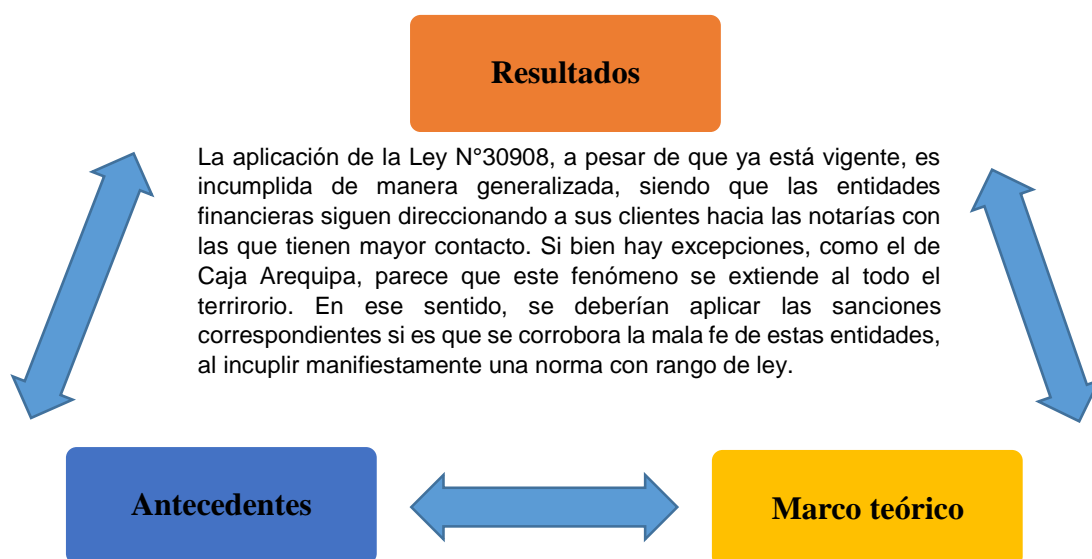 Resultados
La aplicación de la Ley N°30908, a pesar de que ya está vigente, es
incumplida de manera generalizada, siendo que las entidades
financieras siguen direccionando a sus clientes hacia las notarías con
las que tienen mayor contacto. Si bien hay excepciones, como el de
Caja Arequipa, parece que este fenómeno se extiende al todo el
terrirorio. En ese sentido, se deberían aplicar las sanciones
correspondientes si es que se corrobora la mala fe de estas entidades,
al incuplir manifiestamente una norma con rango de ley.
Antecedentes
Marco teórico